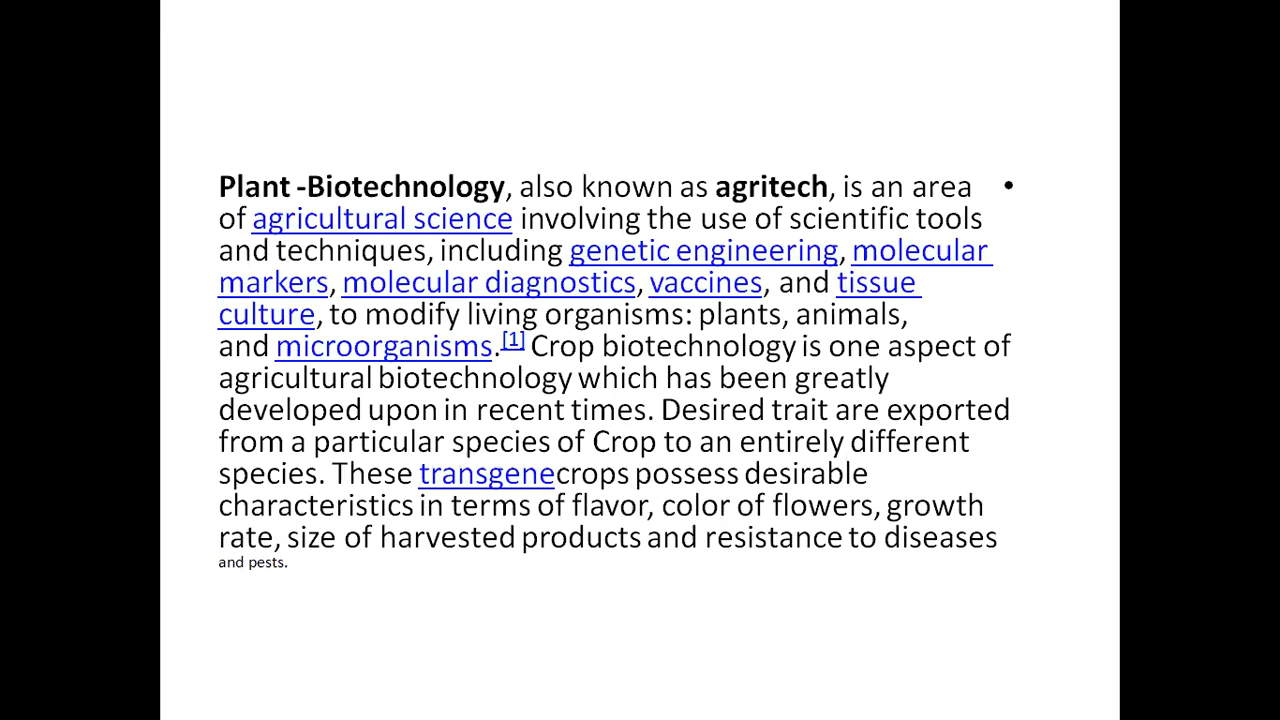 Plant -Biotechnology, also known as agritech, is an area •
of agricultural science involving the use of scientific tools
and techniques, including genetic engineering, molecular
markers, molecular diagnostics, vaccines, and tissue
culture, to modify living organisms: plants, animals,
and microorganisms.[1] Crop biotechnology is one aspect of
agricultural biotechnology which has been greatly
developed upon in recent times. Desired trait are exported
from a particular species of Crop to an entirely different
species. These transgenecrops possess desirable
characteristics in terms of flavor, color of flowers, growth
rate, size of harvested products and resistance to diseases
and pests.